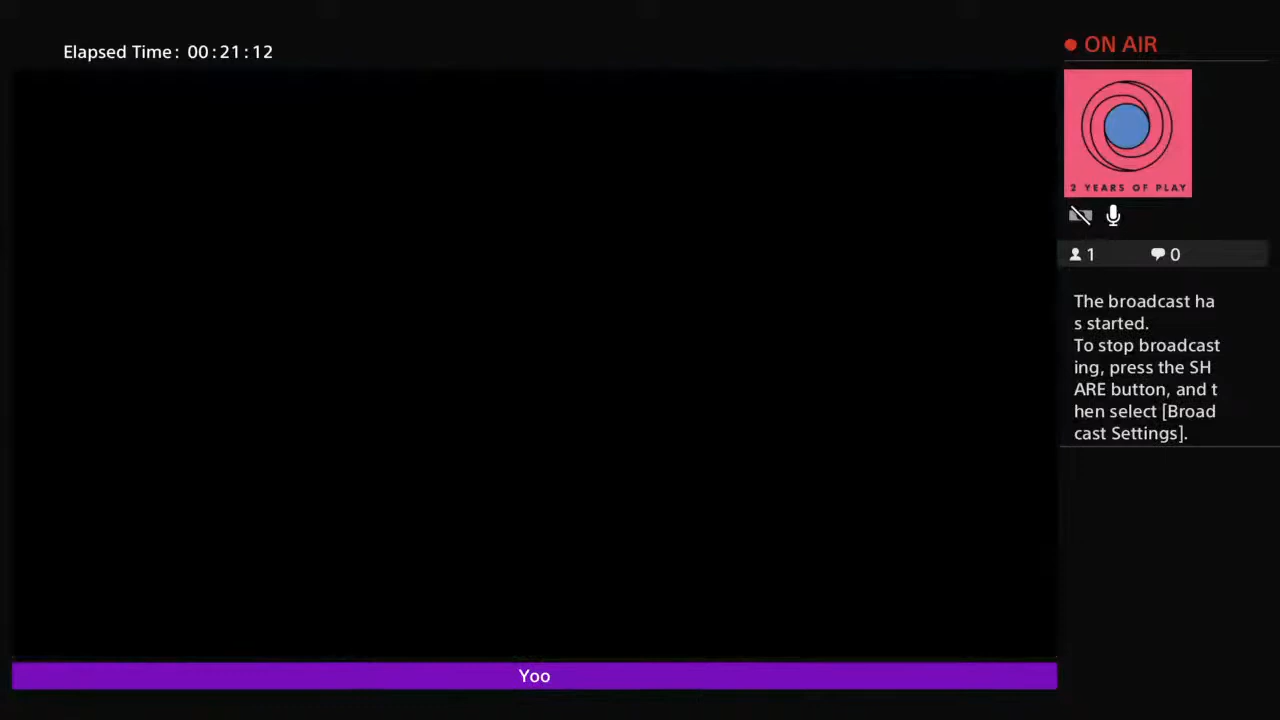 Elapsed Time: 00:21:12
ON AIR
2 YEARS OF PLAY
1 0
The broadcast ha
s started.
To stop broadcast
ing, press the SH
ARE button, and t
hen select [Broad
cast Settings].
Yoo